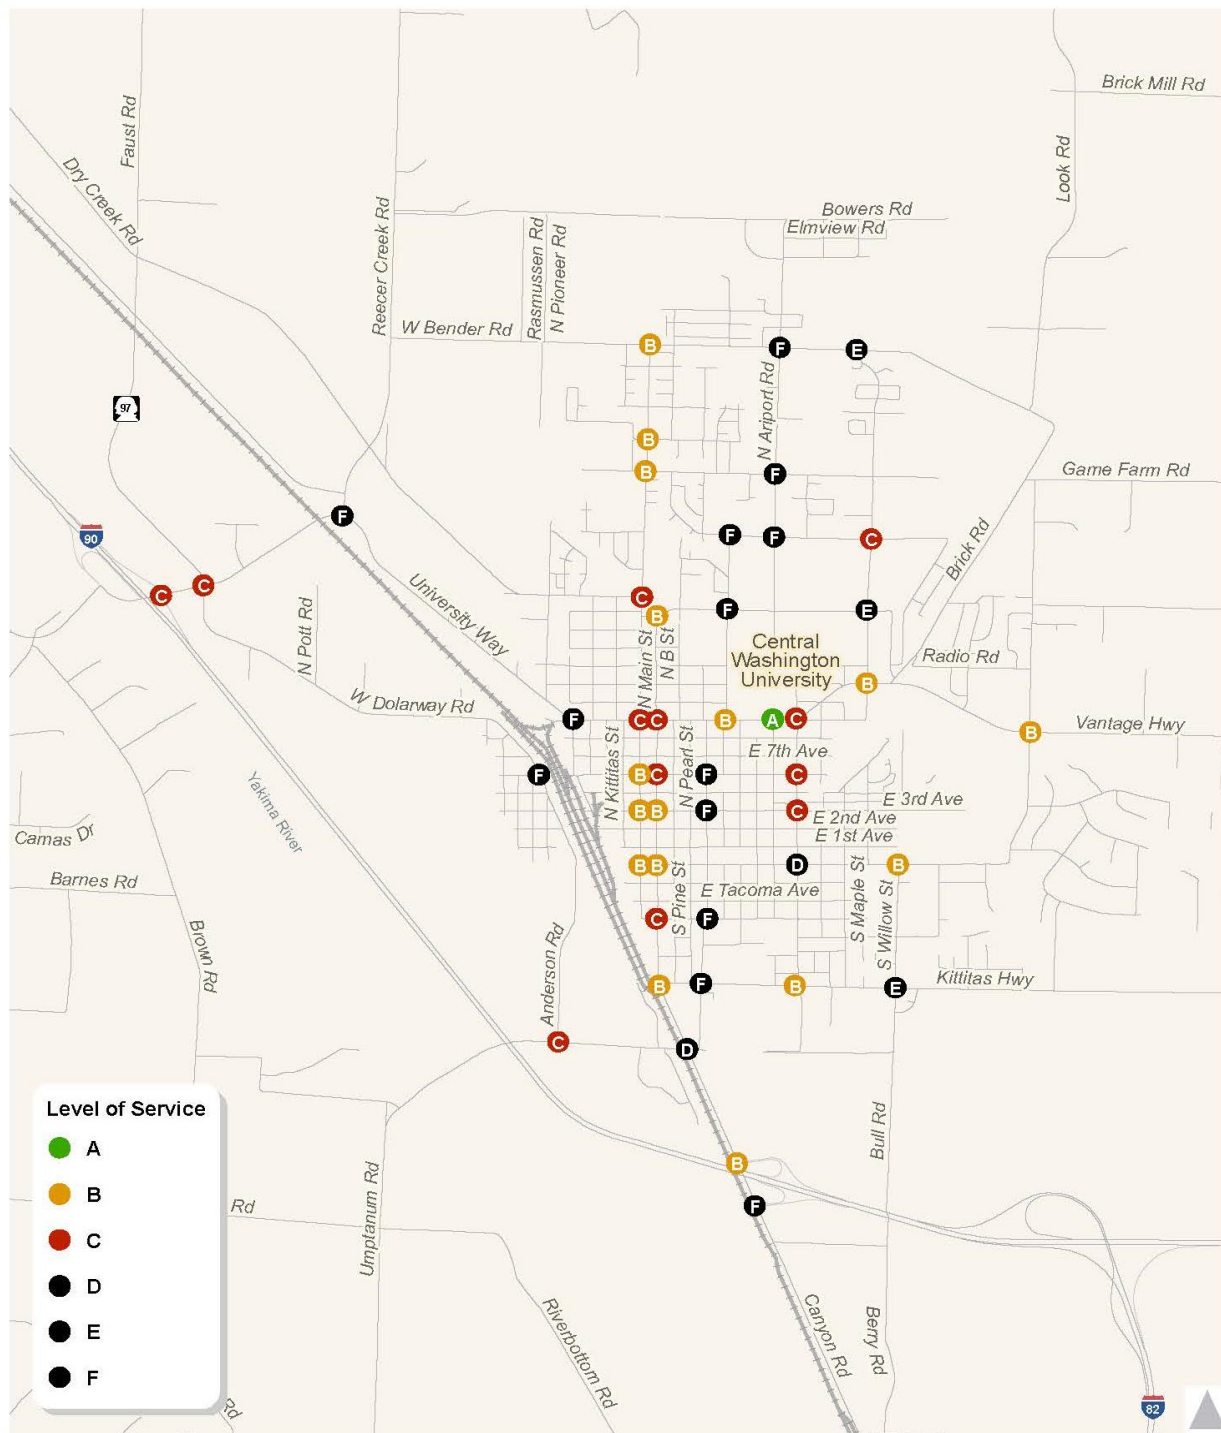 Brick Mill Rd
Faust Rd
Look Rd
Dry Creek Rd
Reecer Creek Rd
Bowers Rd
Elmview Rd
Rasmussen Rd
N Pioneer Rd
W Bender Rd
B
F
E
N Ariport Rd
97
B
B
F
Game Farm Rd
F
90
F
F
C
Brick Rd
C
C
University Way
N Pott Rd
C
B
F
E
N Main St
N B St
Central
Washington
University
Radio Rd
B
W Dolarway Rd
F
C
C
B
A
C
B
Vantage Hwy
N Kittitas St
N Pearl St
E 7th Ave
F
B
C
F
C
Yakima River
E 3rd Ave
B
B
F
C
E 2nd Ave
E 1st Ave
Camas Dr
Barnes Rd
B
B
D
B
S Pine St
E Tacoma Ave
S Maple St
S Willow St
C
F
Brown Rd
Anderson Rd
B
F
B
E
Kittitas Hwy
C
D
Level of Service
A
B
C
D
E
F
Bull Rd
B
F
Rd
Umptanum Rd
Riverbottom Rd
Canyon Rd
Berry Rd
Rd
82